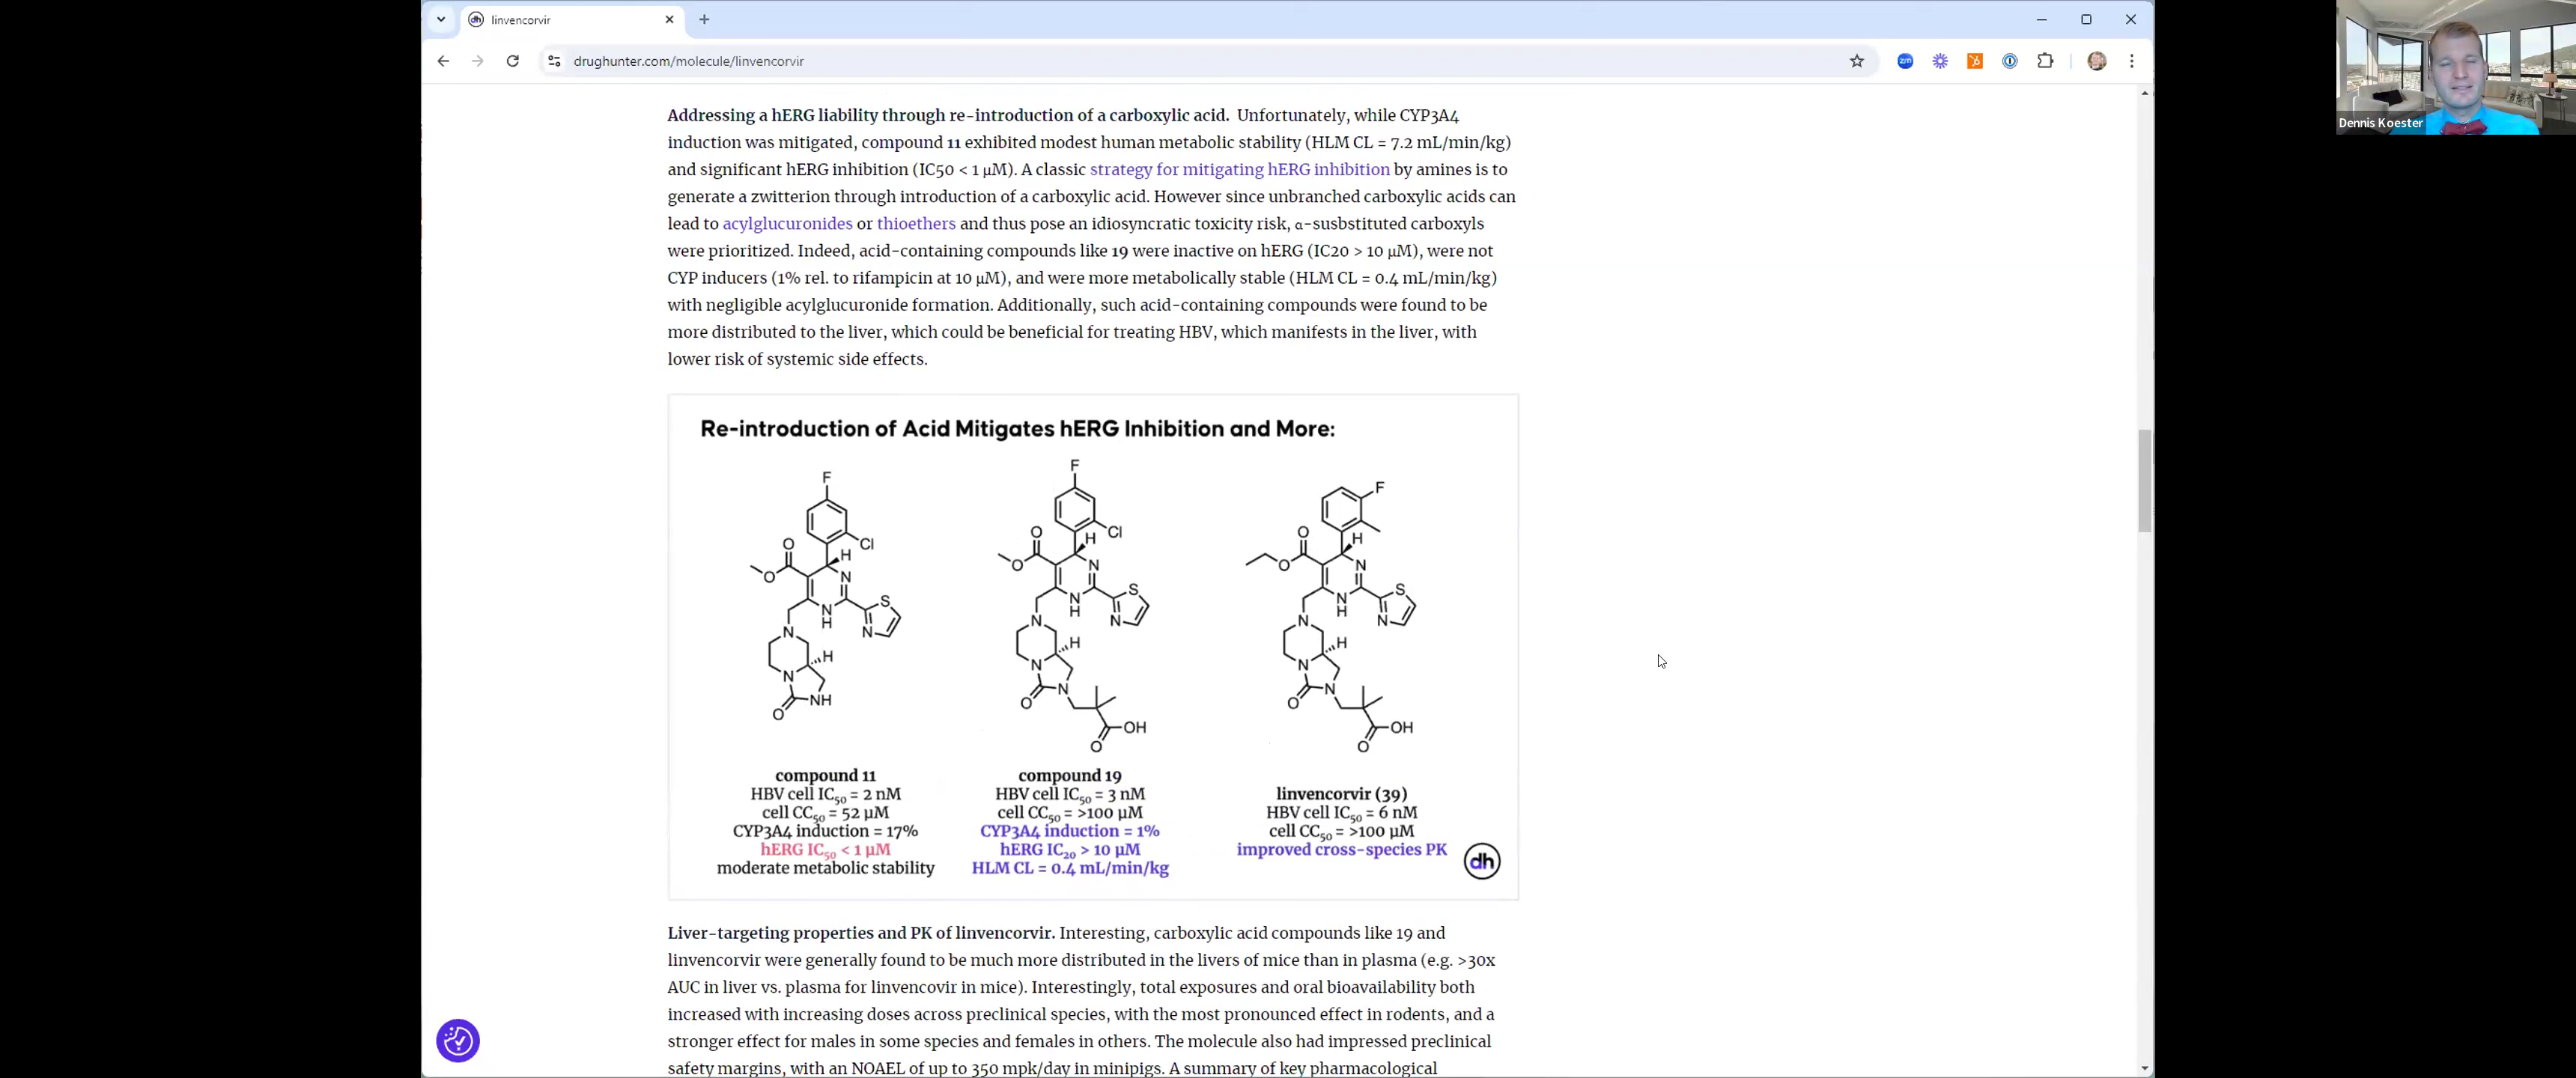 linvencorvir
drughunter.com/molecule/linvencorvir
Dennis Koester
Addressing a hERG liability through re-introduction of a carboxylic acid. Unfortunately, while CYP3A4
induction was mitigated, compound 11 exhibited modest human metabolic stability (HLM CL = 7.2 mL/min/kg)
and significant hERG inhibition (IC50 < 1 µM). A classic strategy for mitigating hERG inhibition by amines is to
generate a zwitterion through introduction of a carboxylic acid. However since unbranched carboxylic acids can
lead to acylglucuronides or thioethers and thus pose an idiosyncratic toxicity risk, α-susbstituted carboxyls
were prioritized. Indeed, acid-containing compounds like 19 were inactive on hERG (IC20 > 10 µM), were not
CYP inducers (1% rel. to rifampicin at 10 µM), and were more metabolically stable (HLM CL = 0.4 mL/min/kg)
with negligible acylglucuronide formation. Additionally, such acid-containing compounds were found to be
more distributed to the liver, which could be beneficial for treating HBV, which manifests in the liver, with
lower risk of systemic side effects.
Re-introduction of Acid Mitigates hERG Inhibition and More:
F
Cl
O
H
O
N
S
N
H
N
N
H
N
O
NH
compound 11
HBV cell IC50 = 2 nM
cell CC50 = 52 µM
CYP3A4 induction = 17%
hERG IC50 < 1 µM
moderate metabolic stability
F
Cl
O
H
O
N
S
N
H
N
N
H
N
O
N
OH
O
compound 19
HBV cell IC50 = 3 nM
cell CC50 = >100 µM
CYP3A4 induction = 1%
hERG IC20 > 10 µM
HLM CL = 0.4 mL/min/kg
F
O
H
O
N
S
N
H
N
N
H
N
O
N
OH
O
linvencorvir (39)
HBV cell IC50 = 6 nM
cell CC50 = >100 µM
improved cross-species PK
dh
Liver-targeting properties and PK of linvencorvir. Interesting, carboxylic acid compounds like 19 and
linvencorvir were generally found to be much more distributed in the livers of mice than in plasma (e.g. >30x
AUC in liver vs. plasma for linvencovir in mice). Interestingly, total exposures and oral bioavailability both
increased with increasing doses across preclinical species, with the most pronounced effect in rodents, and a
stronger effect for males in some species and females in others. The molecule also had impressed preclinical
safety margins, with an NOAEL of up to 350 mpk/day in minipigs. A summary of key pharmacological